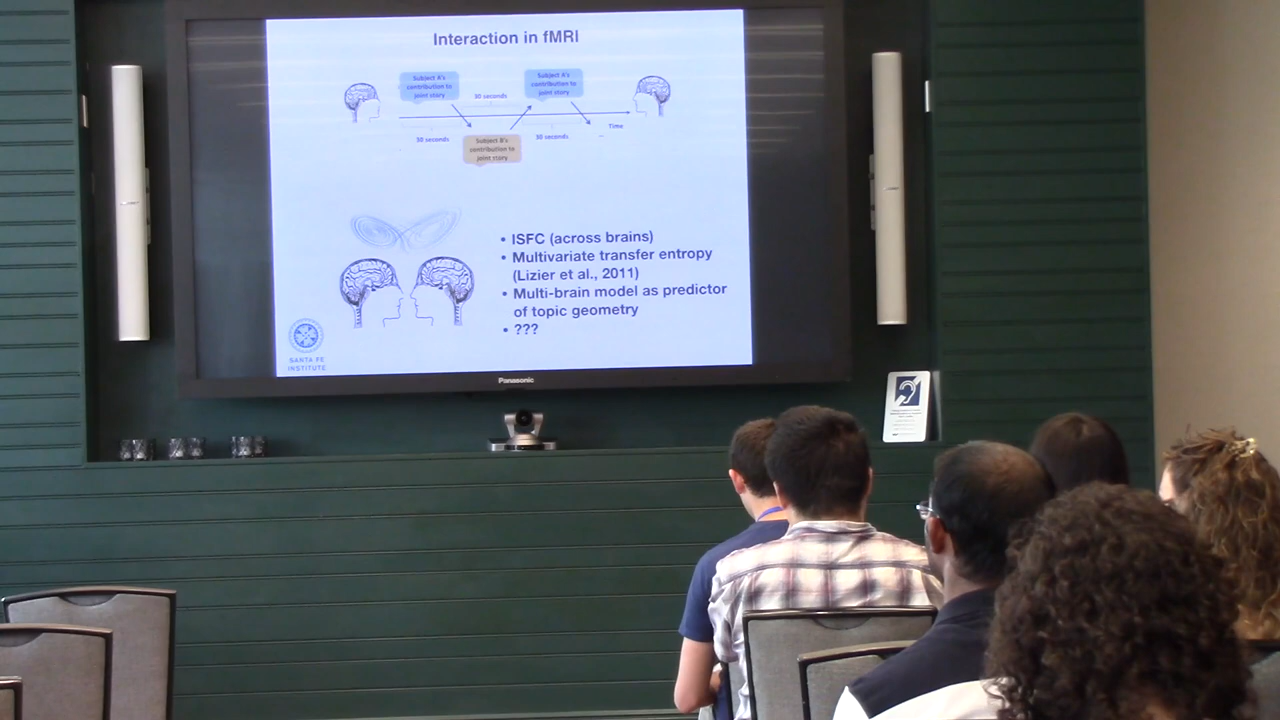 Interaction in fMRI
Subject A's
contribution to
joint story
30 seconds
Subject A's
contribution to
joint story
Time
30 seconds
Subject B's
contribution to
joint story
30 seconds
• ISFC (across brains)
• Multivariate transfer entropy
(Lizier et al., 2011)
• Multi-brain model as predictor
of topic geometry
• ???
SANTA FE
INSTITUTE
Panasonic